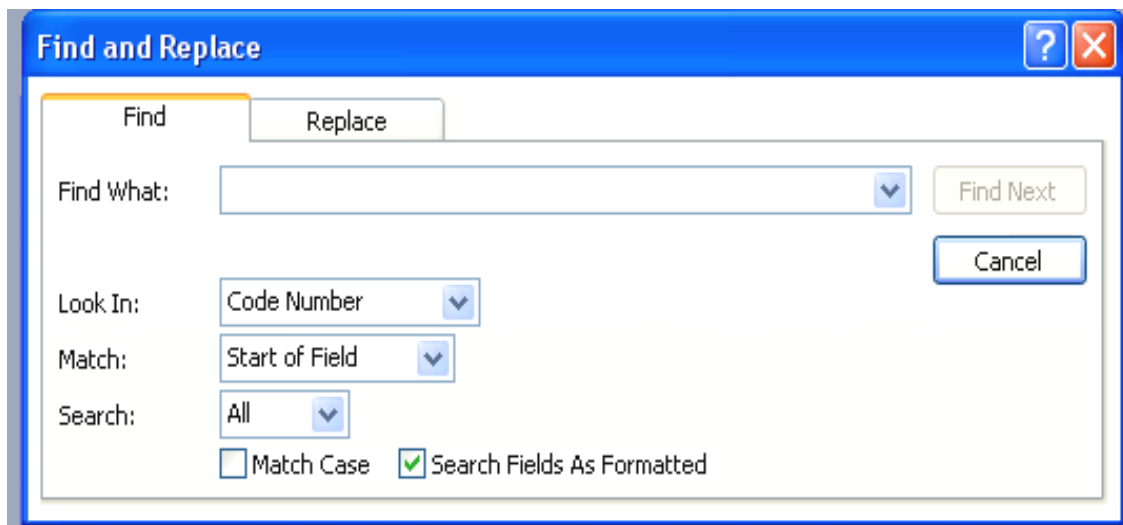 Find and Replace
Find Replace
Find What: Find Next
Cancel
Look In: Code Number
Match: Start of Field
Search: All
Match Case Search Fields As Formatted